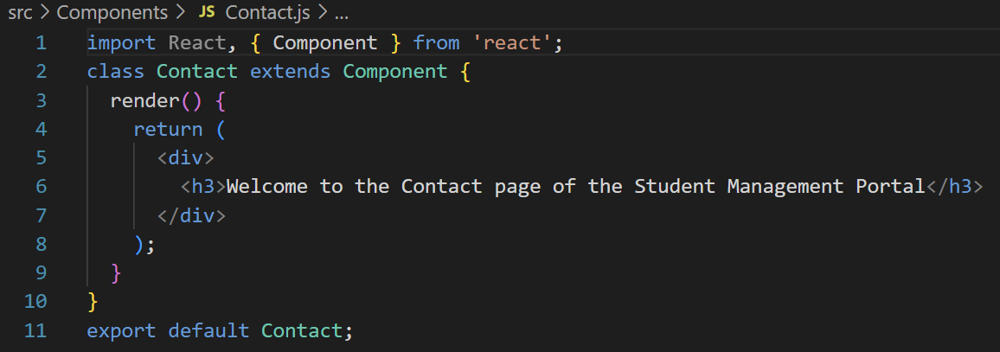 src > Components > JS Contact.js > ...
1 import React, { Component } from 'react';
2 class Contact extends Component {
3   render() {
4     return (
5       <div>
6         <h3>Welcome to the Contact page of the Student Management Portal</h3>
7       </div>
8     );
9   }
10 }
11 export default Contact;